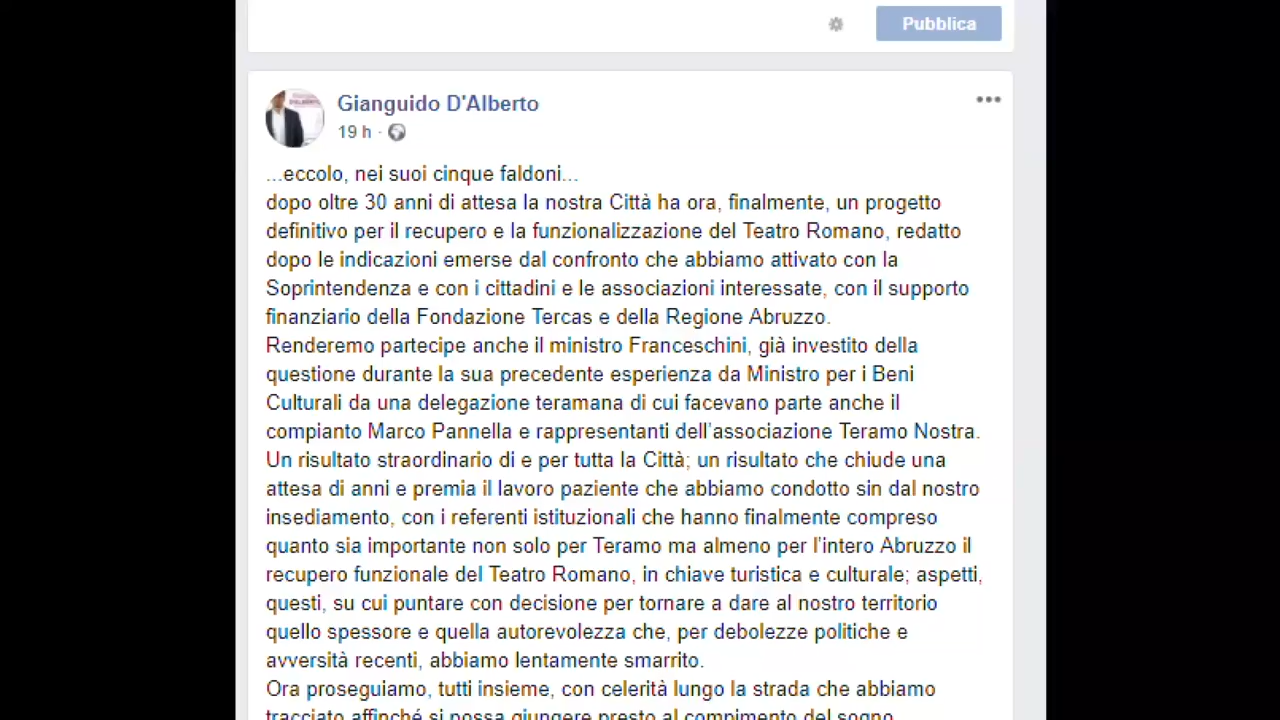 Pubblica
Gianguido D'Alberto
19 h ·
...eccolo, nei suoi cinque faldoni...
dopo oltre 30 anni di attesa la nostra Città ha ora, finalmente, un progetto
definitivo per il recupero e la funzionalizzazione del Teatro Romano, redatto
dopo le indicazioni emerse dal confronto che abbiamo attivato con la
Soprintendenza e con i cittadini e le associazioni interessate, con il supporto
finanziario della Fondazione Tercas e della Regione Abruzzo.
Renderemo partecipe anche il ministro Franceschini, già investito della
questione durante la sua precedente esperienza da Ministro per i Beni
Culturali da una delegazione teramana di cui facevano parte anche il
compianto Marco Pannella e rappresentanti dell'associazione Teramo Nostra.
Un risultato straordinario di e per tutta la Città; un risultato che chiude una
attesa di anni e premia il lavoro paziente che abbiamo condotto sin dal nostro
insediamento, con i referenti istituzionali che hanno finalmente compreso
quanto sia importante non solo per Teramo ma almeno per l'intero Abruzzo il
recupero funzionale del Teatro Romano, in chiave turistica e culturale; aspetti,
questi, su cui puntare con decisione per tornare a dare al nostro territorio
quello spessore e quella autorevolezza che, per debolezze politiche e
avversità recenti, abbiamo lentamente smarrito.
Ora proseguiamo, tutti insieme, con celerità lungo la strada che abbiamo
tracciato affinché si possa giungere presto al compimento del sogno